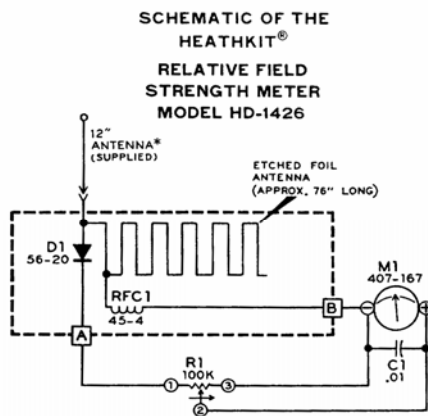 SCHEMATIC OF THE
HEATHKIT®
RELATIVE FIELD
STRENGTH METER
MODEL HD-1426
12"
ANTENNA*
(SUPPLIED)
ETCHED FOIL
ANTENNA
(APPROX. 76" LONG)
D1
56-20
RFC1
45-4
M1
407-167
B
- +
A
C1
.01
R1
100K
1 3
2